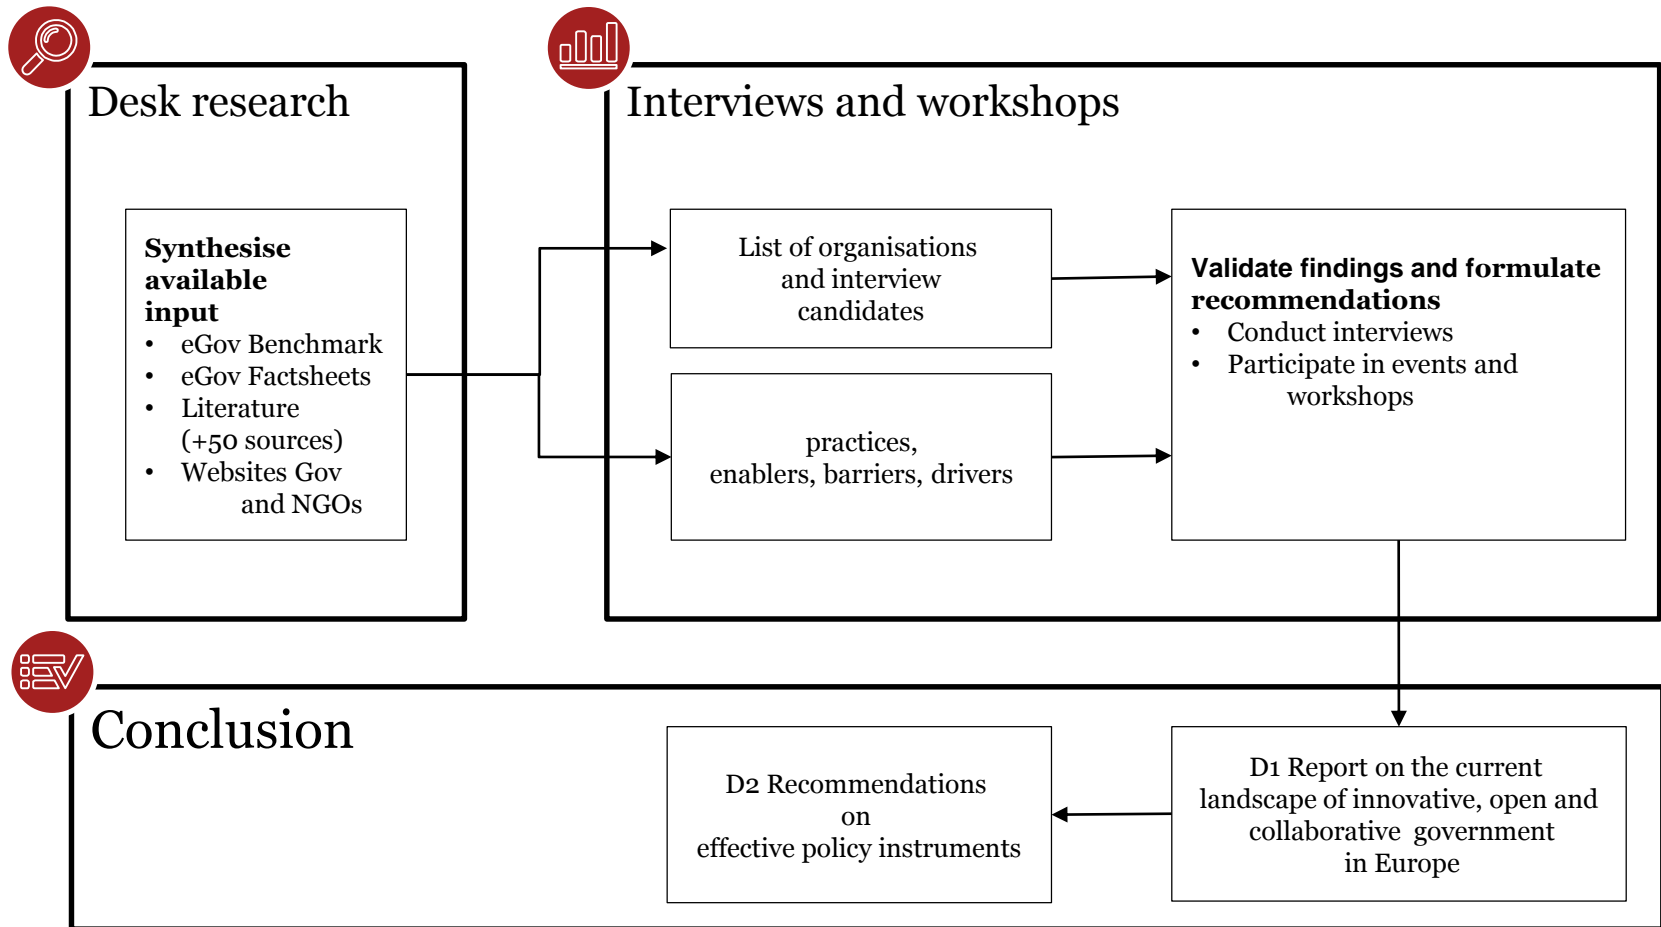 Desk research
Synthesise
available
input
• eGov Benchmark
• eGov Factsheets
• Literature
(+50 sources)
• Websites Gov
and NGOs
Interviews and workshops
List of organisations
and interview
candidates
practices,
enablers, barriers, drivers
Validate findings and formulate
recommendations
• Conduct interviews
• Participate in events and
workshops
Conclusion
D2 Recommendations
on
effective policy instruments
D1 Report on the current
landscape of innovative, open and
collaborative government
in Europe